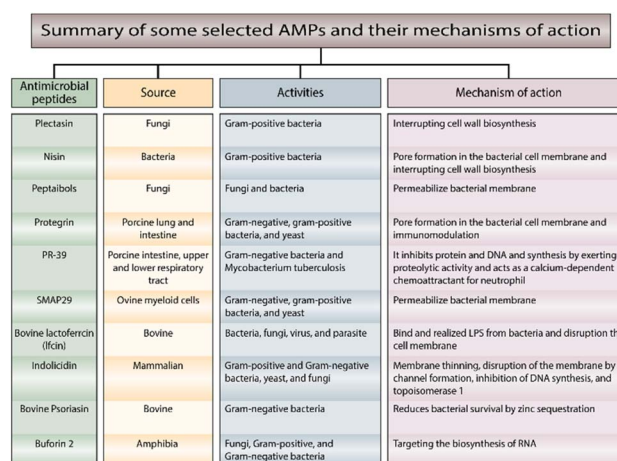 Summary of some selected AMPs and their mechanisms of action
Antimicrobial
peptides
Source
Activities
Mechanism of action
Plectasin
Fungi
Gram-positive bacteria
Interrupting cell wall biosynthesis
Nisin
Bacteria
Gram-positive bacteria
Pore formation in the bacterial cell membrane and
interrupting cell wall biosynthesis
Peptaibols
Fungi
Fungi and bacteria
Permeabilize bacterial membrane
Protegrin
Porcine lung and
intestine
Gram-negative, gram-positive
bacteria, and yeast
Pore formation in the bacterial cell membrane and
immunomodulation
PR-39
Porcine intestine, upper
and lower respiratory
tract
Gram-negative bacteria and
Mycobacterium tuberculosis
It inhibits protein and DNA and synthesis by exerting
proteolytic activity and acts as a calcium-dependent
chemoattractant for neutrophil
SMAP29
Ovine myeloid cells
Gram-negative, gram-positive
bacteria, and yeast
Permeabilize bacterial membrane
Bovine lactoferrcin
(lfcin)
Bovine
Bacteria, fungi, virus, and parasite
Bind and realized LPS from bacteria and disruption th
cell membrane
Indolicidin
Mammalian
Gram-positive and Gram-negative
bacteria, yeast, and fungi
Membrane thinning, disruption of the membrane by
channel formation, inhibition of DNA synthesis, and
topoisomerase 1
Bovine Psoriasin
Bovine
Gram-negative bacteria
Reduces bacterial survival by zinc sequestration
Buforin 2
Amphibia
Fungi, Gram-positive, and
Gram-negative bacteria
Targeting the biosynthesis of RNA